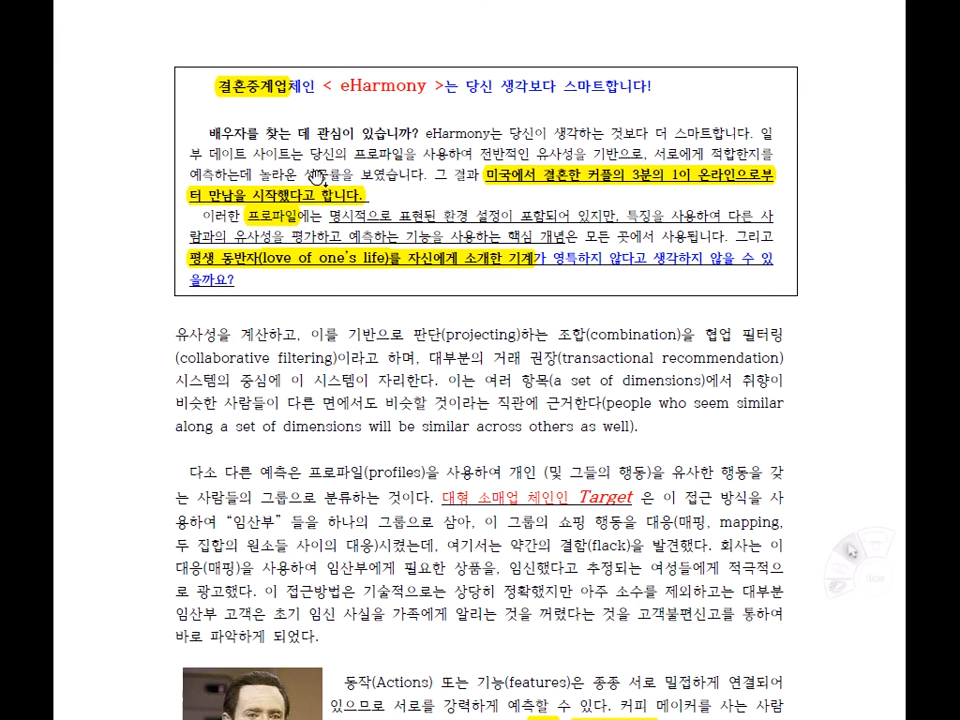 결혼중계업체인 < eHarmony >는 당신 생각보다 스마트합니다!
배우자를 찾는 데 관심이 있습니까? eHarmony는 당신이 생각하는 것보다 더 스마트합니다. 일
부 데이트 사이트는 당신의 프로파일을 사용하여 전반적인 유사성을 기반으로, 서로에게 적합한지를
예측하는데 놀라운 성공률을 보였습니다. 그 결과 미국에서 결혼한 커플의 3분의 1이 온라인으로부
터 만남을 시작했다고 합니다.
이러한 프로파일에는 명시적으로 표현된 환경 설정이 포함되어 있지만, 특징을 사용하여 다른 사
람과의 유사성을 평가하고 예측하는 기능을 사용하는 핵심 개념은 모든 곳에서 사용됩니다. 그리고
평생 동반자(love of one's life)를 자신에게 소개한 기계가 영특하지 않다고 생각하지 않을 수 있
을까요?
유사성을 계산하고, 이를 기반으로 판단(projecting)하는 조합(combination)을 협업 필터링
(collaborative filtering)이라고 하며, 대부분의 거래 권장(transactional recommendation)
시스템의 중심에 이 시스템이 자리한다. 이는 여러 항목(a set of dimensions)에서 취향이
비슷한 사람들이 다른 면에서도 비슷할 것이라는 직관에 근거한다(people who seem similar
along a set of dimensions will be similar across others as well).
다소 다른 예측은 프로파일(profiles)을 사용하여 개인 (및 그들의 행동)을 유사한 행동을 갖
는 사람들의 그룹으로 분류하는 것이다. 대형 소매업 체인인 Target 은 이 접근 방식을 사
용하여 “임산부” 들을 하나의 그룹으로 삼아, 이 그룹의 쇼핑 행동을 대응(매핑, mapping,
두 집합의 원소들 사이의 대응)시켰는데, 여기서는 약간의 결함(flack)을 발견했다. 회사는 이
대응(매핑)을 사용하여 임산부에게 필요한 상품을, 임신했다고 추정되는 여성들에게 적극적으
로 광고했다. 이 접근방법은 기술적으로는 상당히 정확했지만 아주 소수를 제외하고는 대부분
임산부 고객은 초기 임신 사실을 가족에게 알리는 것을 꺼렸다는 것을 고객불편신고를 통하여
바로 파악하게 되었다.
동작(Actions) 또는 기능(features)은 종종 서로 밀접하게 연결되어
있으므로 서로를 강력하게 예측할 수 있다. 커피 메이커를 사는 사람